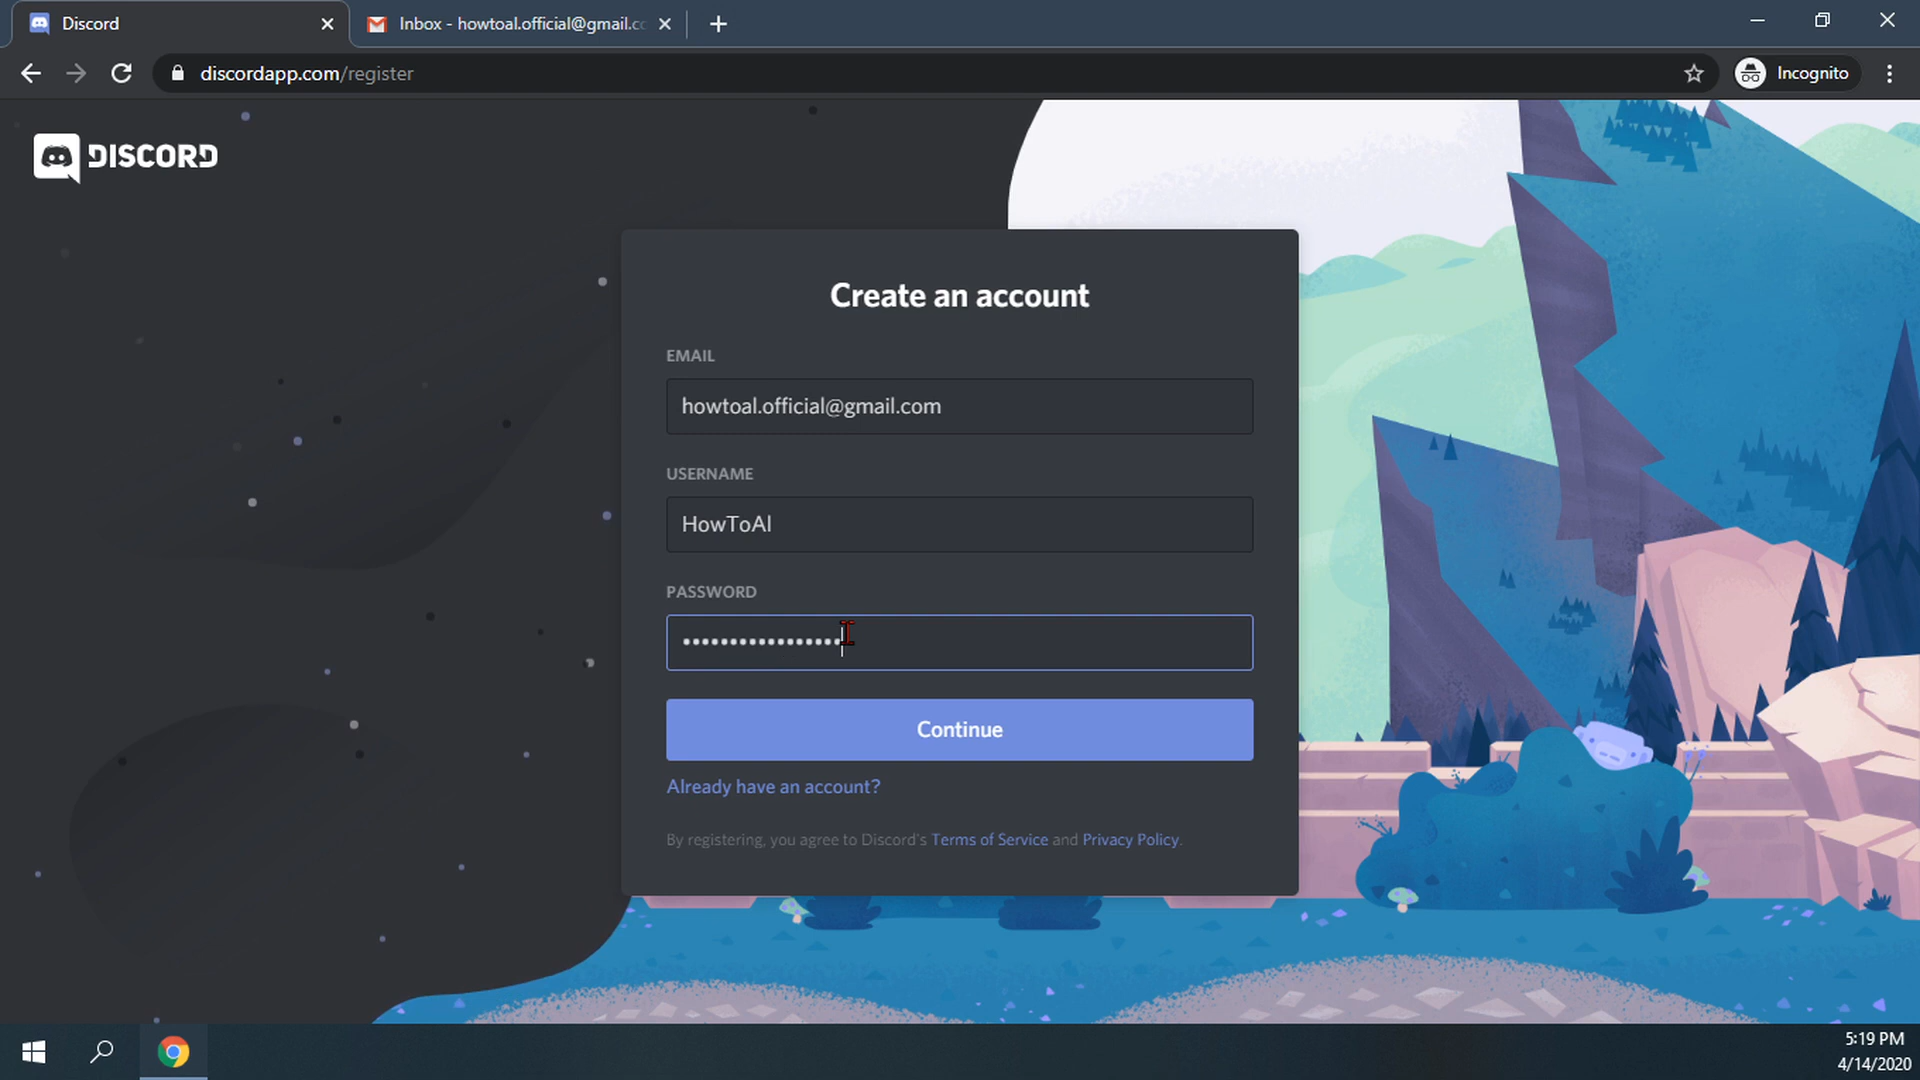 Discord
Inbox - howtoal.official@gmail.cc
discordapp.com/register
Incognito
DISCORD
Create an account
EMAIL
howtoal.official@gmail.com
USERNAME
HowToAl
PASSWORD
•••••••••••••••••
Continue
Already have an account?
By registering, you agree to Discord's Terms of Service and Privacy Policy.
5:19 PM
4/14/2020